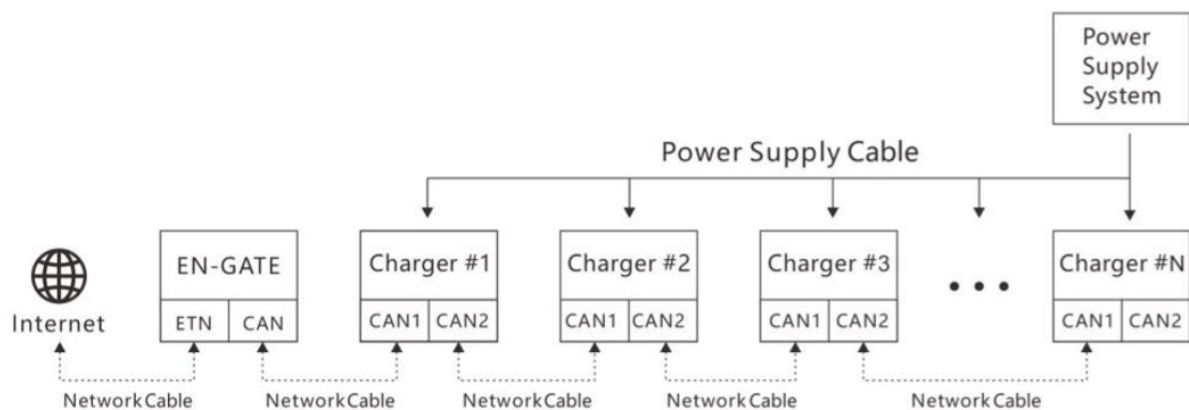 Power
Supply
System
Power Supply Cable
EN-GATE
Charger #1
Charger #2
Charger #3
Charger #N
Internet
ETN
CAN
CAN1
CAN2
CAN1
CAN2
CAN1
CAN2
CAN1
CAN2
Network Cable
Network Cable
Network Cable
Network Cable
Network Cable